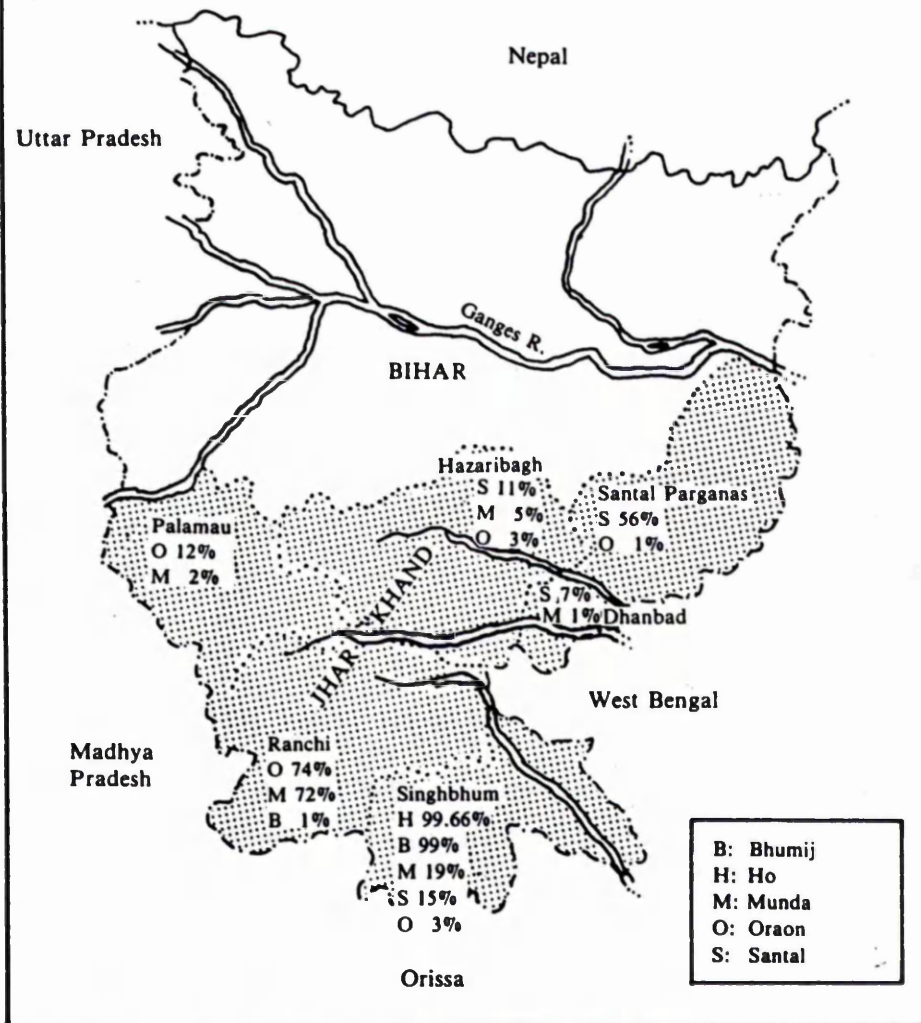 Nepal
Uttar Pradesh
Ganges R.
BIHAR
Hazaribagh
S 11%
M 5%
O 3%
Santal Parganas
S 56%
O 1%
Palamau
O 12%
M 2%
JHARKHAND
S 7%
M 1% Dhanbad
West Bengal
Madhya
Pradesh
Ranchi
O 74%
M 72%
B 1%
Singhbhum
H 99.66%
B 99%
M 19%
S 15%
O 3%
Orissa
B: Bhumij
H: Ho
M: Munda
O: Oraon
S: Santal